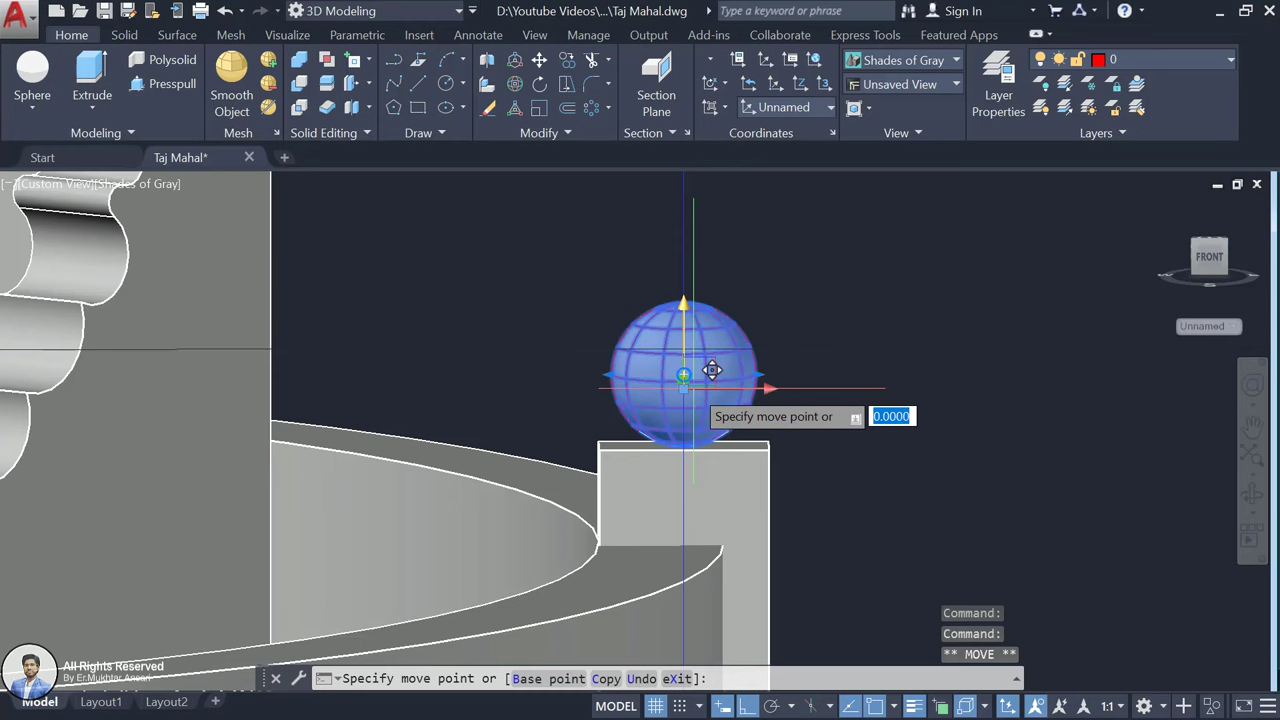 3D Modeling
D:\Youtube Videos\...\Taj Mahal.dwg
Type a keyword or phrase
Sign In
Home Solid Surface Mesh Visualize Parametric Insert Annotate View Manage Output Add-ins Collaborate Express Tools Featured Apps
Polysolid
Presspull
Sphere
Extrude
Smooth
Object
Section
Plane
Shades of Gray
Unsaved View
Unnamed
Layer
Properties
0
Modeling
Mesh
Solid Editing
Draw
Modify
Section
Coordinates
View
Layers
Start
Taj Mahal*
[−][Custom View][Shades of Gray]
FRONT
Unnamed
Specify move point or
0.0000
Command:
Command:
** MOVE **
All Rights Reserved
By Er.Mukhtar Ansari
Specify move point or [Base point Copy Undo eXit]:
Model
Layout1
Layout2
MODEL
1:1